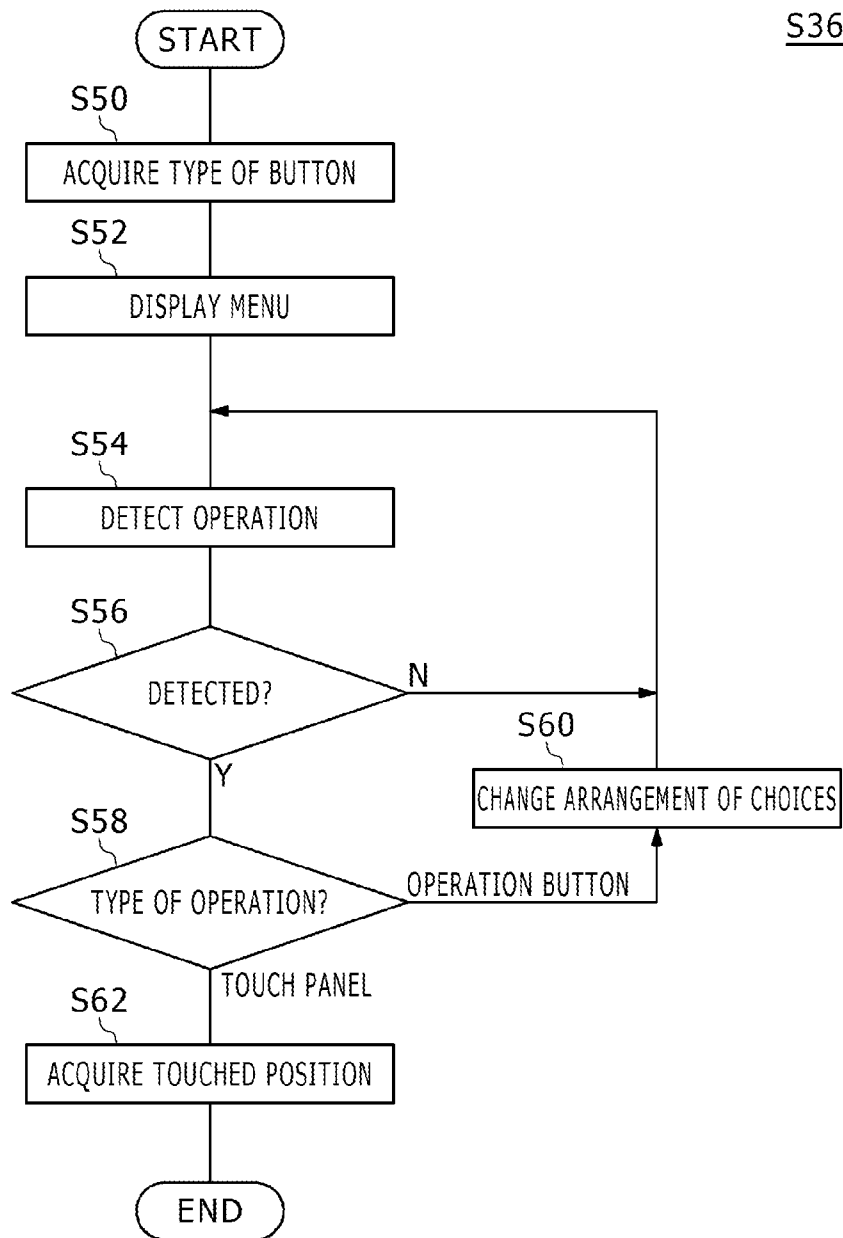 START
S36
S50
ACQUIRE TYPE OF BUTTON
S52
DISPLAY MENU
S54
DETECT OPERATION
S56
DETECTED?
N
Y
S60
CHANGE ARRANGEMENT OF CHOICES
S58
TYPE OF OPERATION?
OPERATION BUTTON
TOUCH PANEL
S62
ACQUIRE TOUCHED POSITION
END